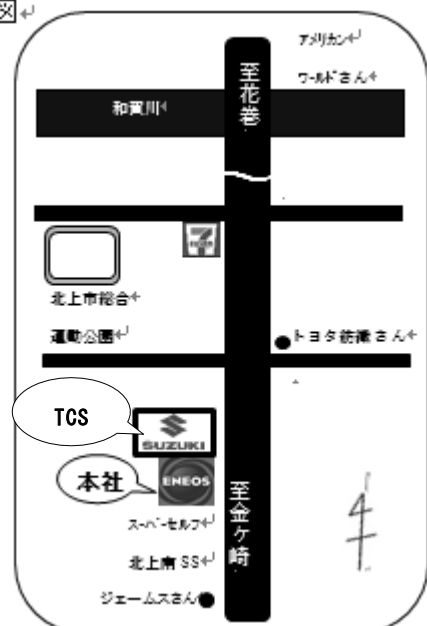 図
アメリカン
ワールドさん
至花巻
和賀川
北上市総合
運動公園
トヨタ紡織さん
TCS
SUZUKI
本社
ENEOS
スーパーセルフ
北上南SS
至金ヶ崎
ジェームスさん